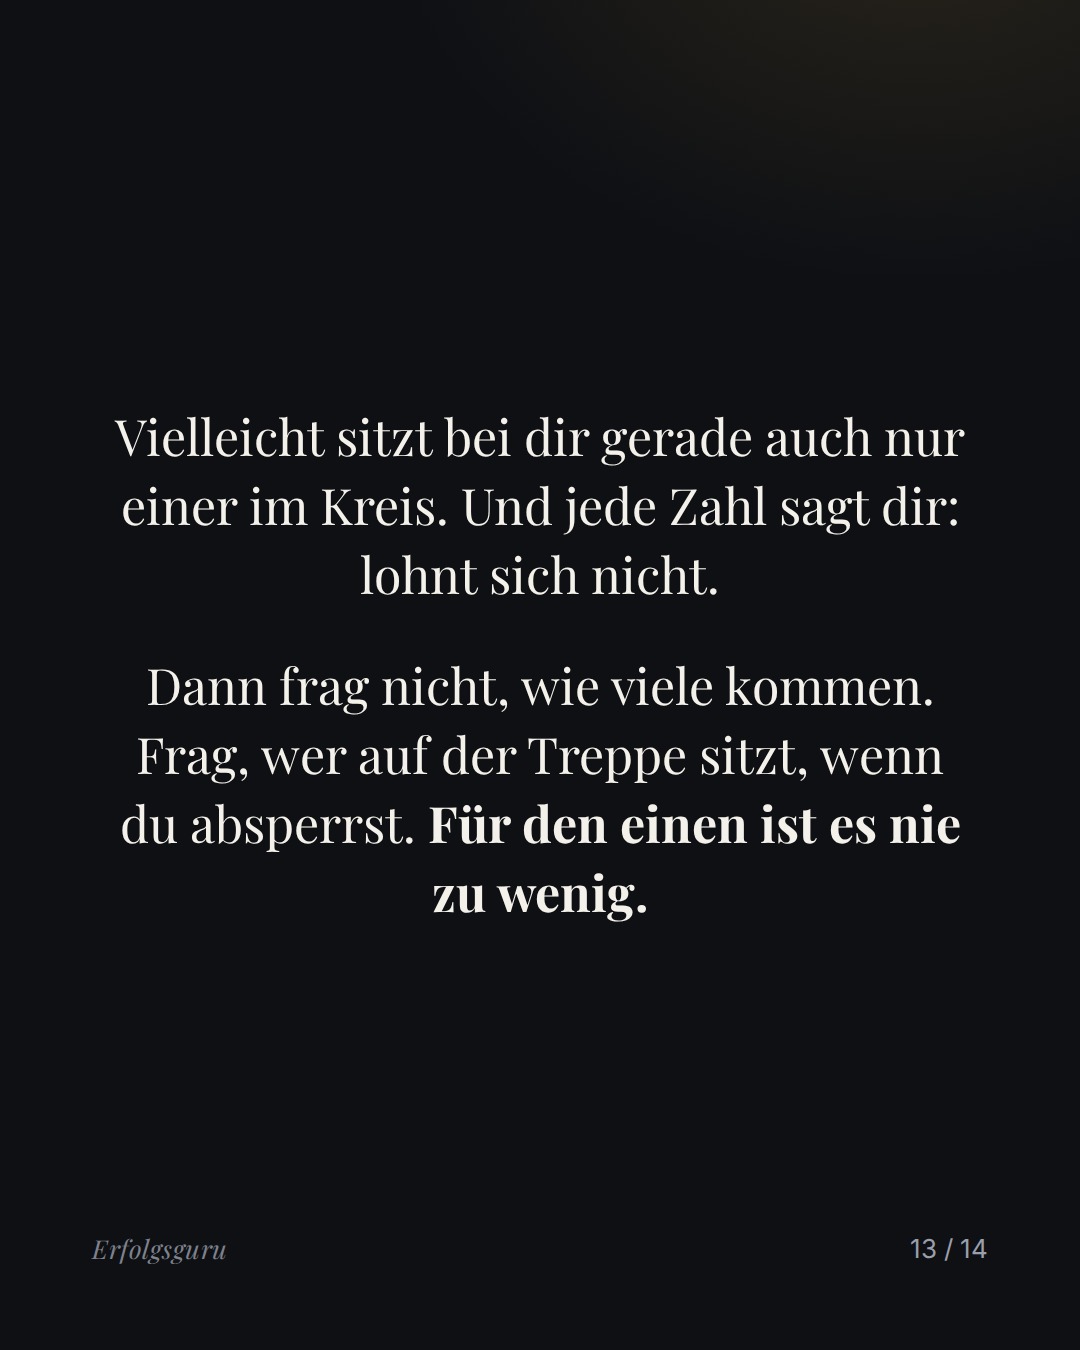 Vielleicht sitzt bei dir gerade auch nur
einer im Kreis. Und jede Zahl sagt dir:
lohnt sich nicht.
Dann frag nicht, wie viele kommen.
Frag, wer auf der Treppe sitzt, wenn
du absperrst. Für den einen ist es nie
zu wenig.
Erfolgsguru
13 / 14